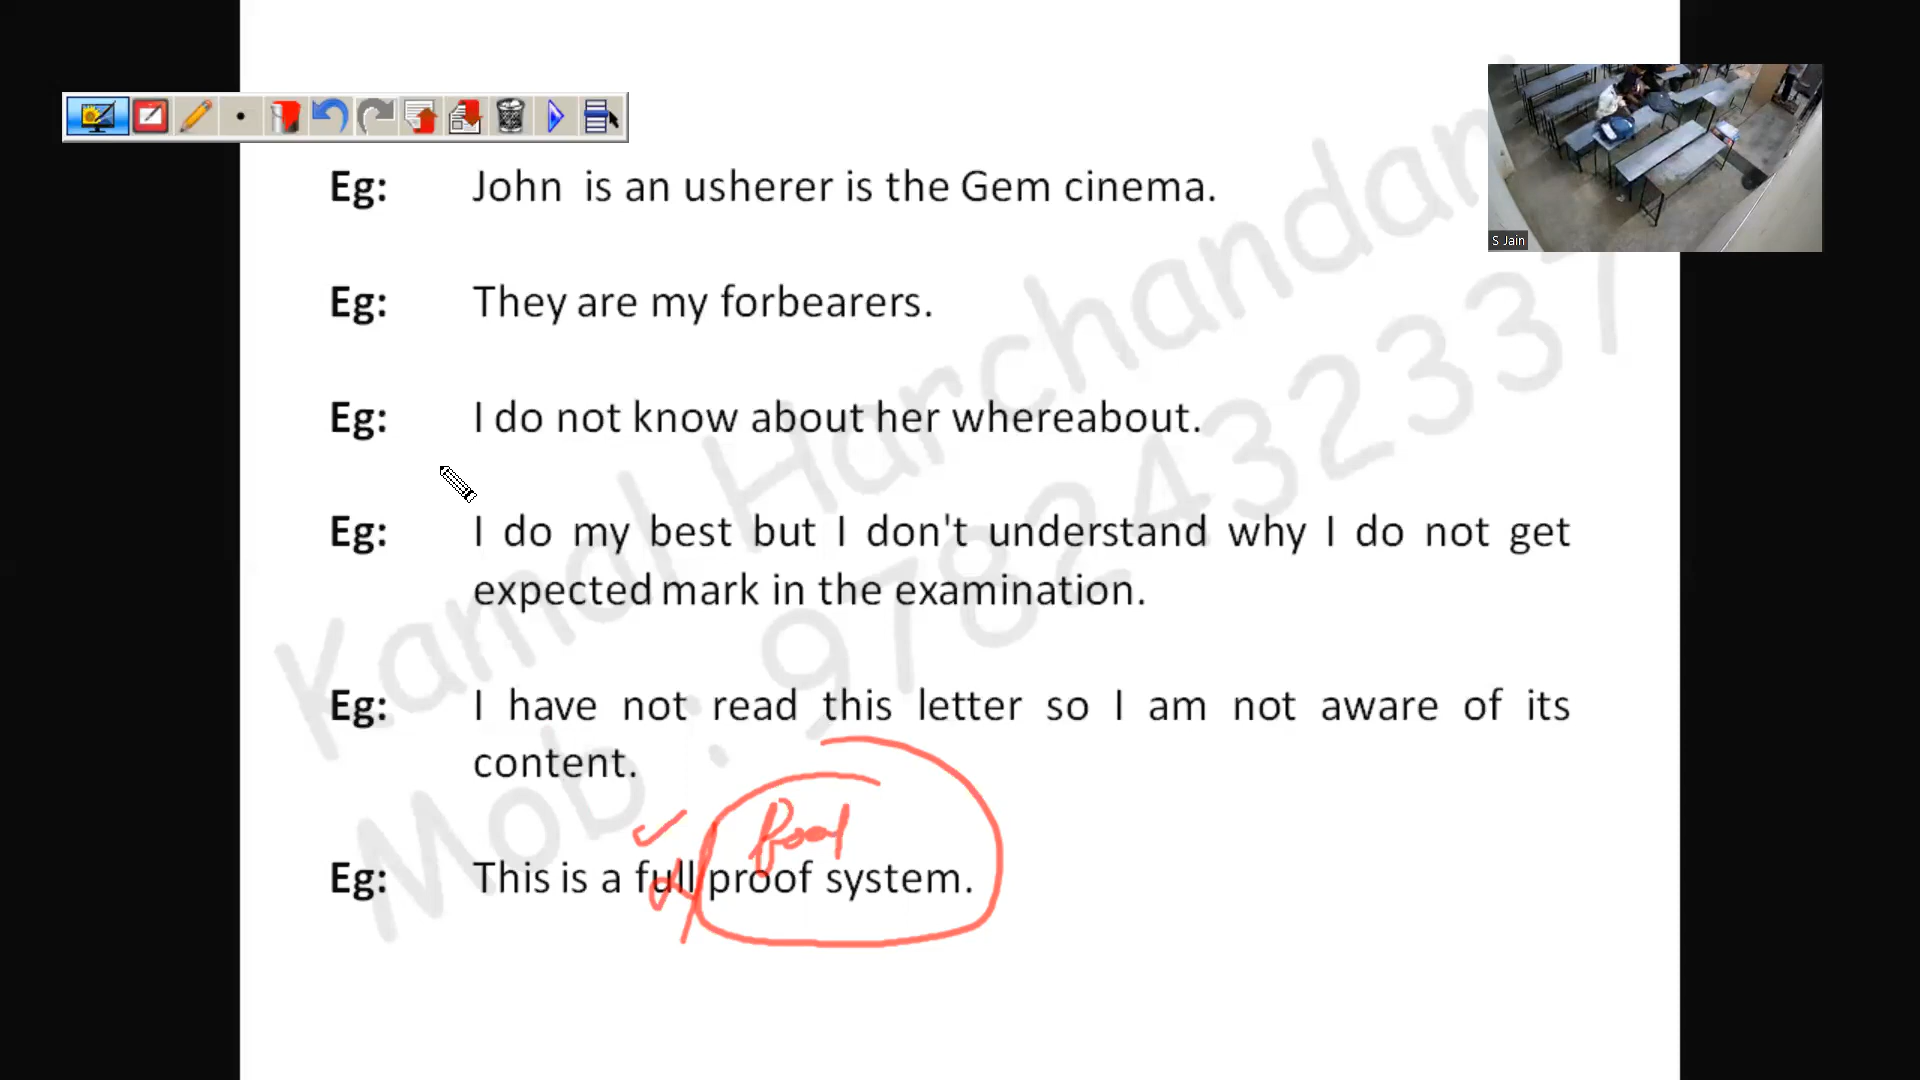 S Jain
Eg: John is an usherer is the Gem cinema.
Eg: They are my forbearers.
Eg: I do not know about her whereabout.
Eg: I do my best but I don't understand why I do not get
expected mark in the examination.
Eg: I have not read this letter so I am not aware of its
content.
fool
Eg: This is a full proof system.
Kamal Harchandani
Mob : 9782432337